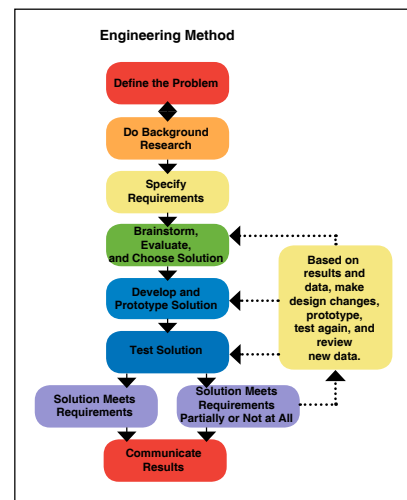 Engineering Method
Define the Problem
Do Background
Research
Specify
Requirements
Brainstorm,
Evaluate,
and Choose Solution
Based on
results and
data, make
design changes,
prototype,
test again, and
review
new data.
Develop and
Prototype Solution
Test Solution
Solution Meets
Requirements
Solution Meets
Requirements
Partially or Not at All
Communicate
Results